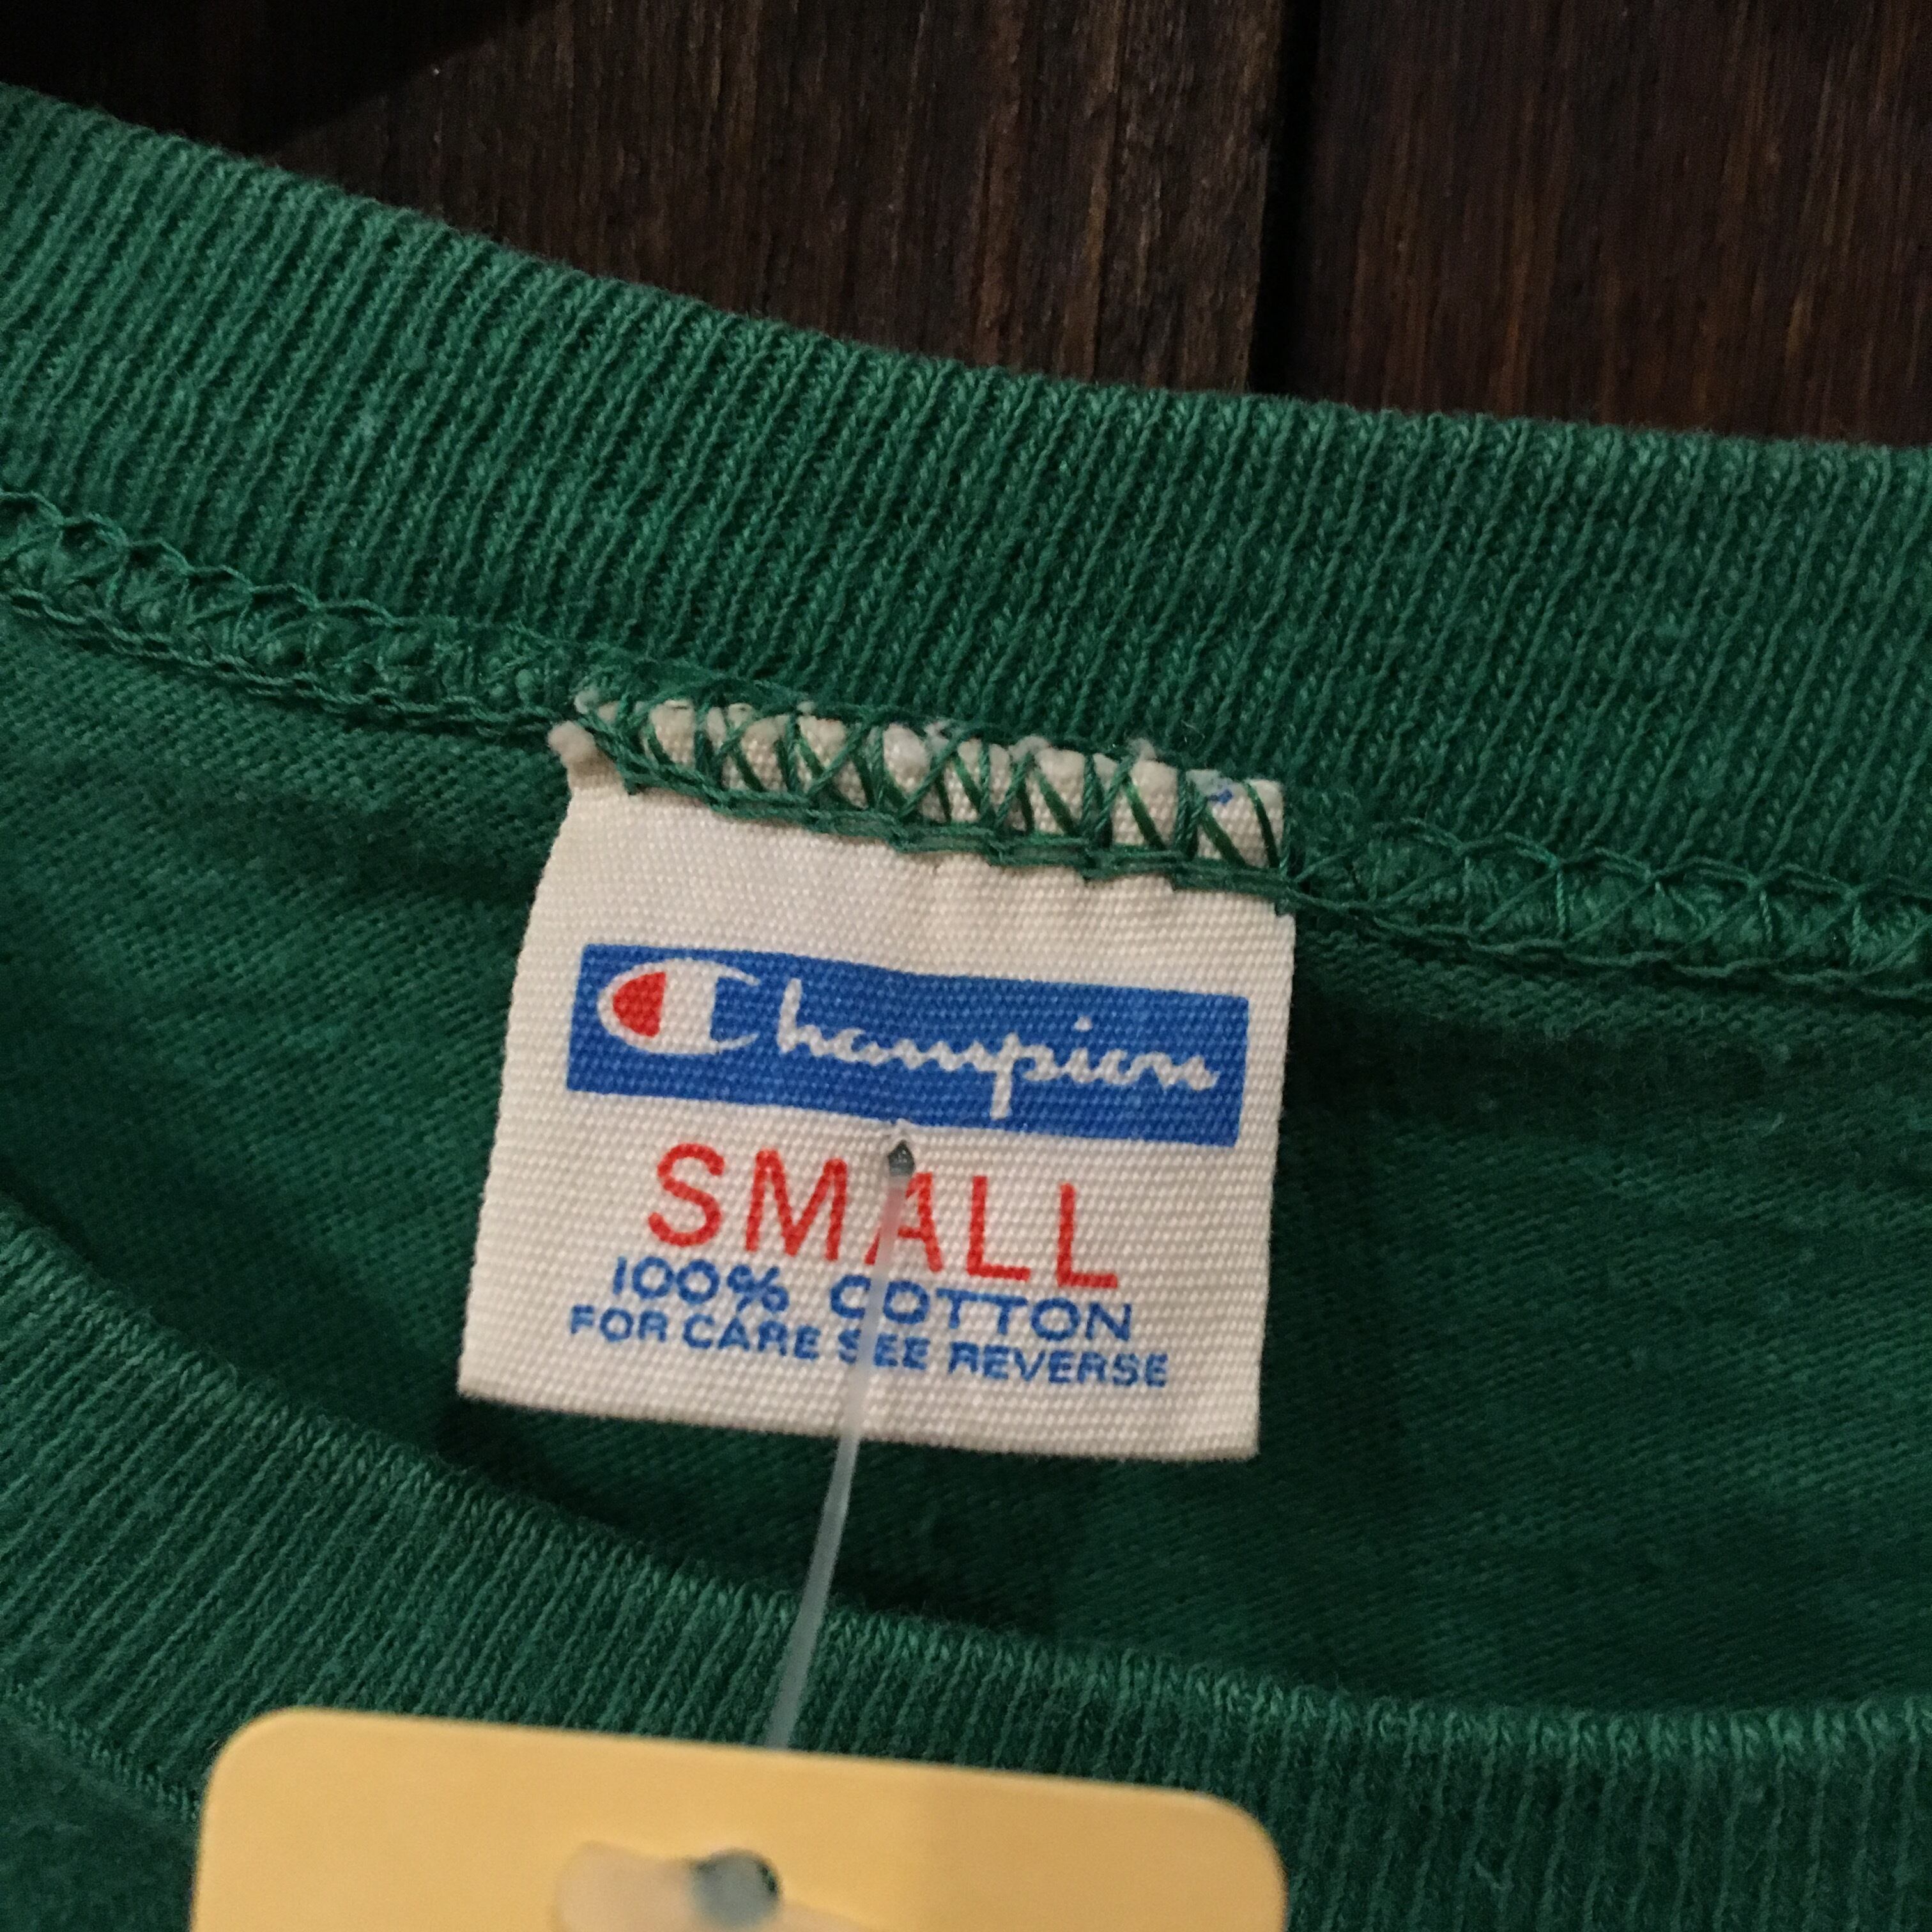 Champion
SMALL
100% COTTON
FOR CARE SEE REVERSE